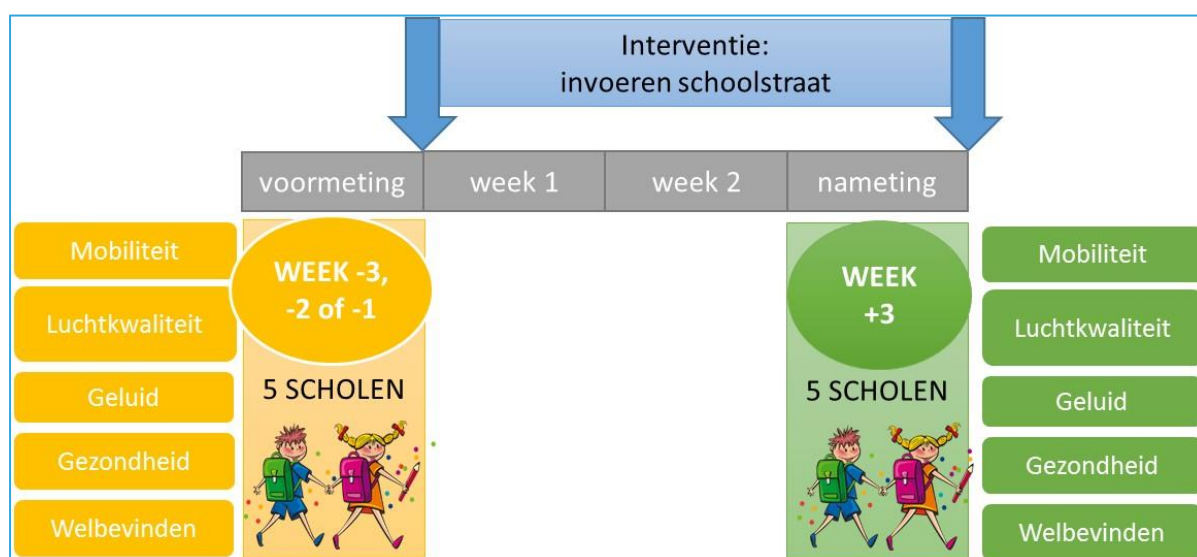 Interventie:
invoeren schoolstraat
voormeting
week 1
week 2
nameting
Mobiliteit
Luchtkwaliteit
Geluid
Gezondheid
Welbevinden
WEEK -3,
-2 of -1
5 SCHOLEN
WEEK
+3
5 SCHOLEN
Mobiliteit
Luchtkwaliteit
Geluid
Gezondheid
Welbevinden